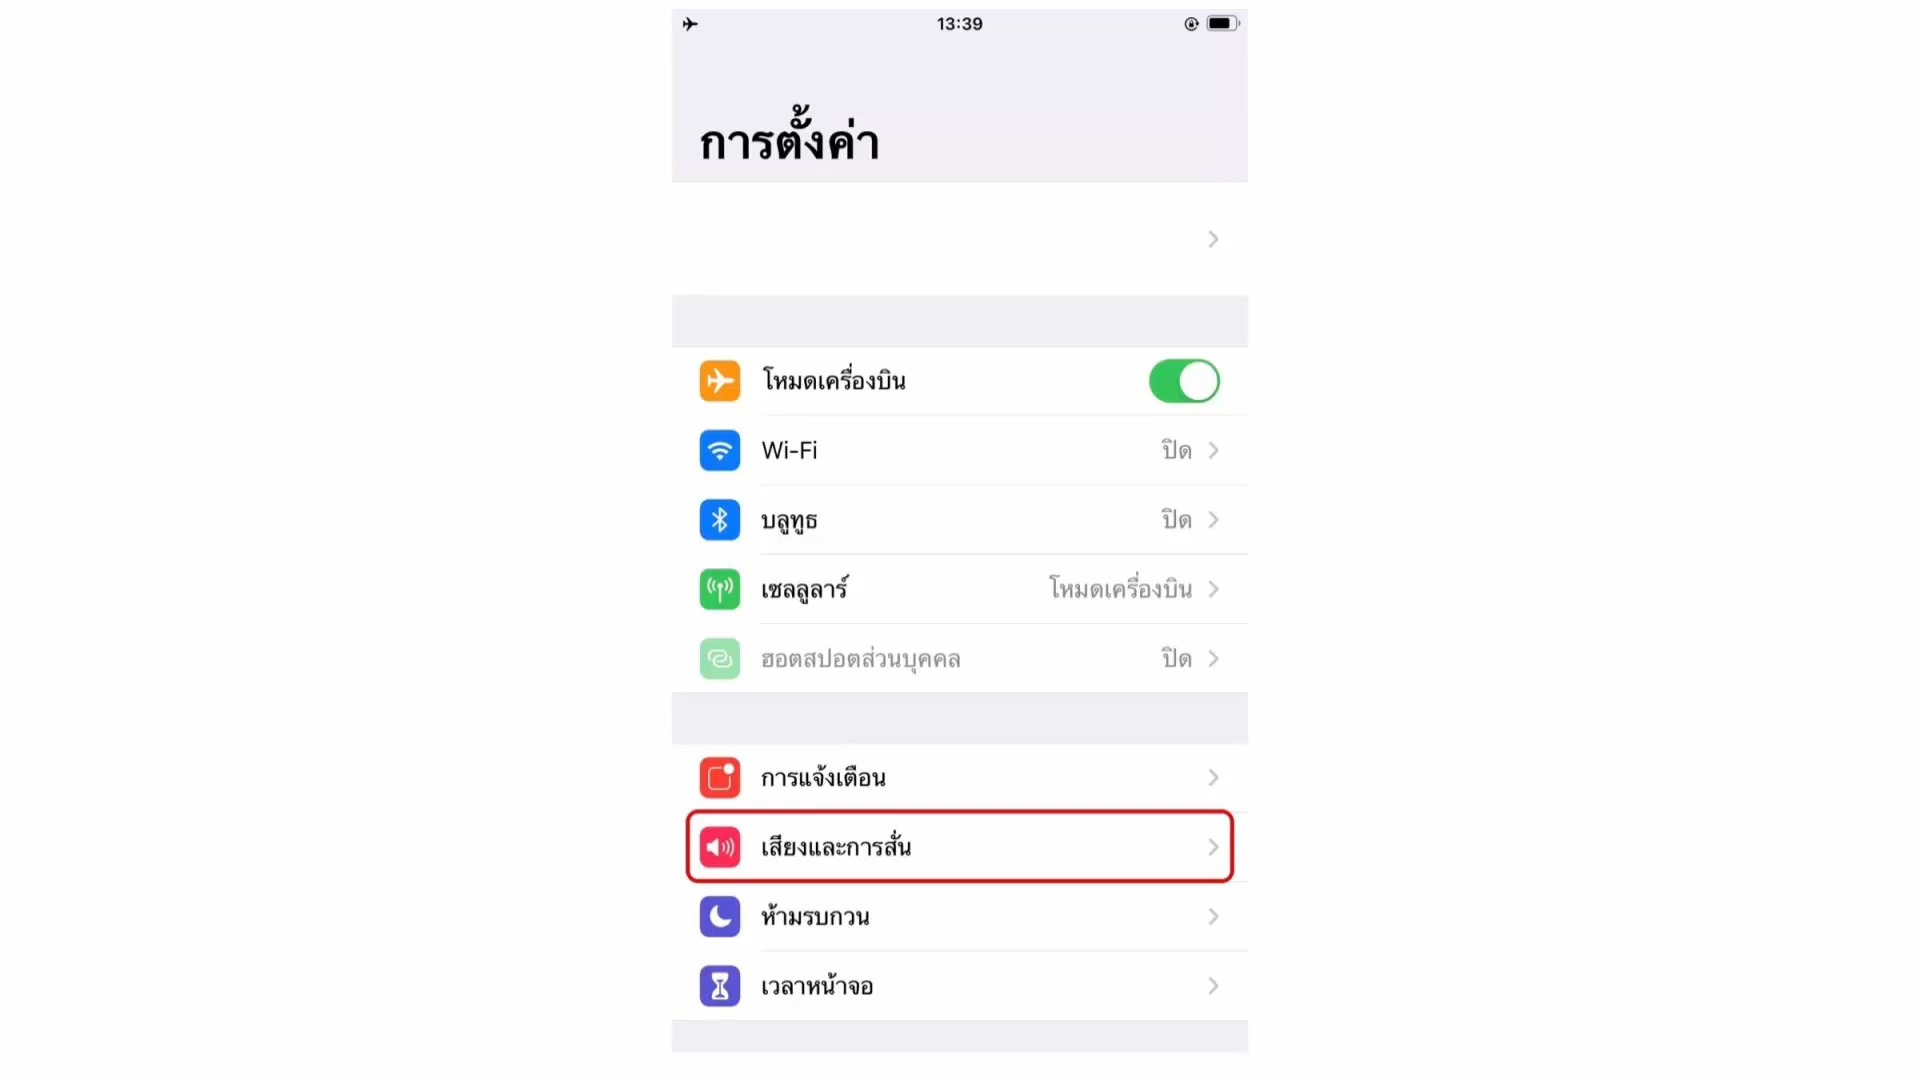 13:39
การตั้งค่า
โหมดเครื่องบิน
Wi-Fi ปิด
บลูทูธ ปิด
เซลลูลาร์ โหมดเครื่องบิน
ฮอตสปอตส่วนบุคคล ปิด
การแจ้งเตือน
เสียงและการสั่น
ห้ามรบกวน
เวลาหน้าจอ